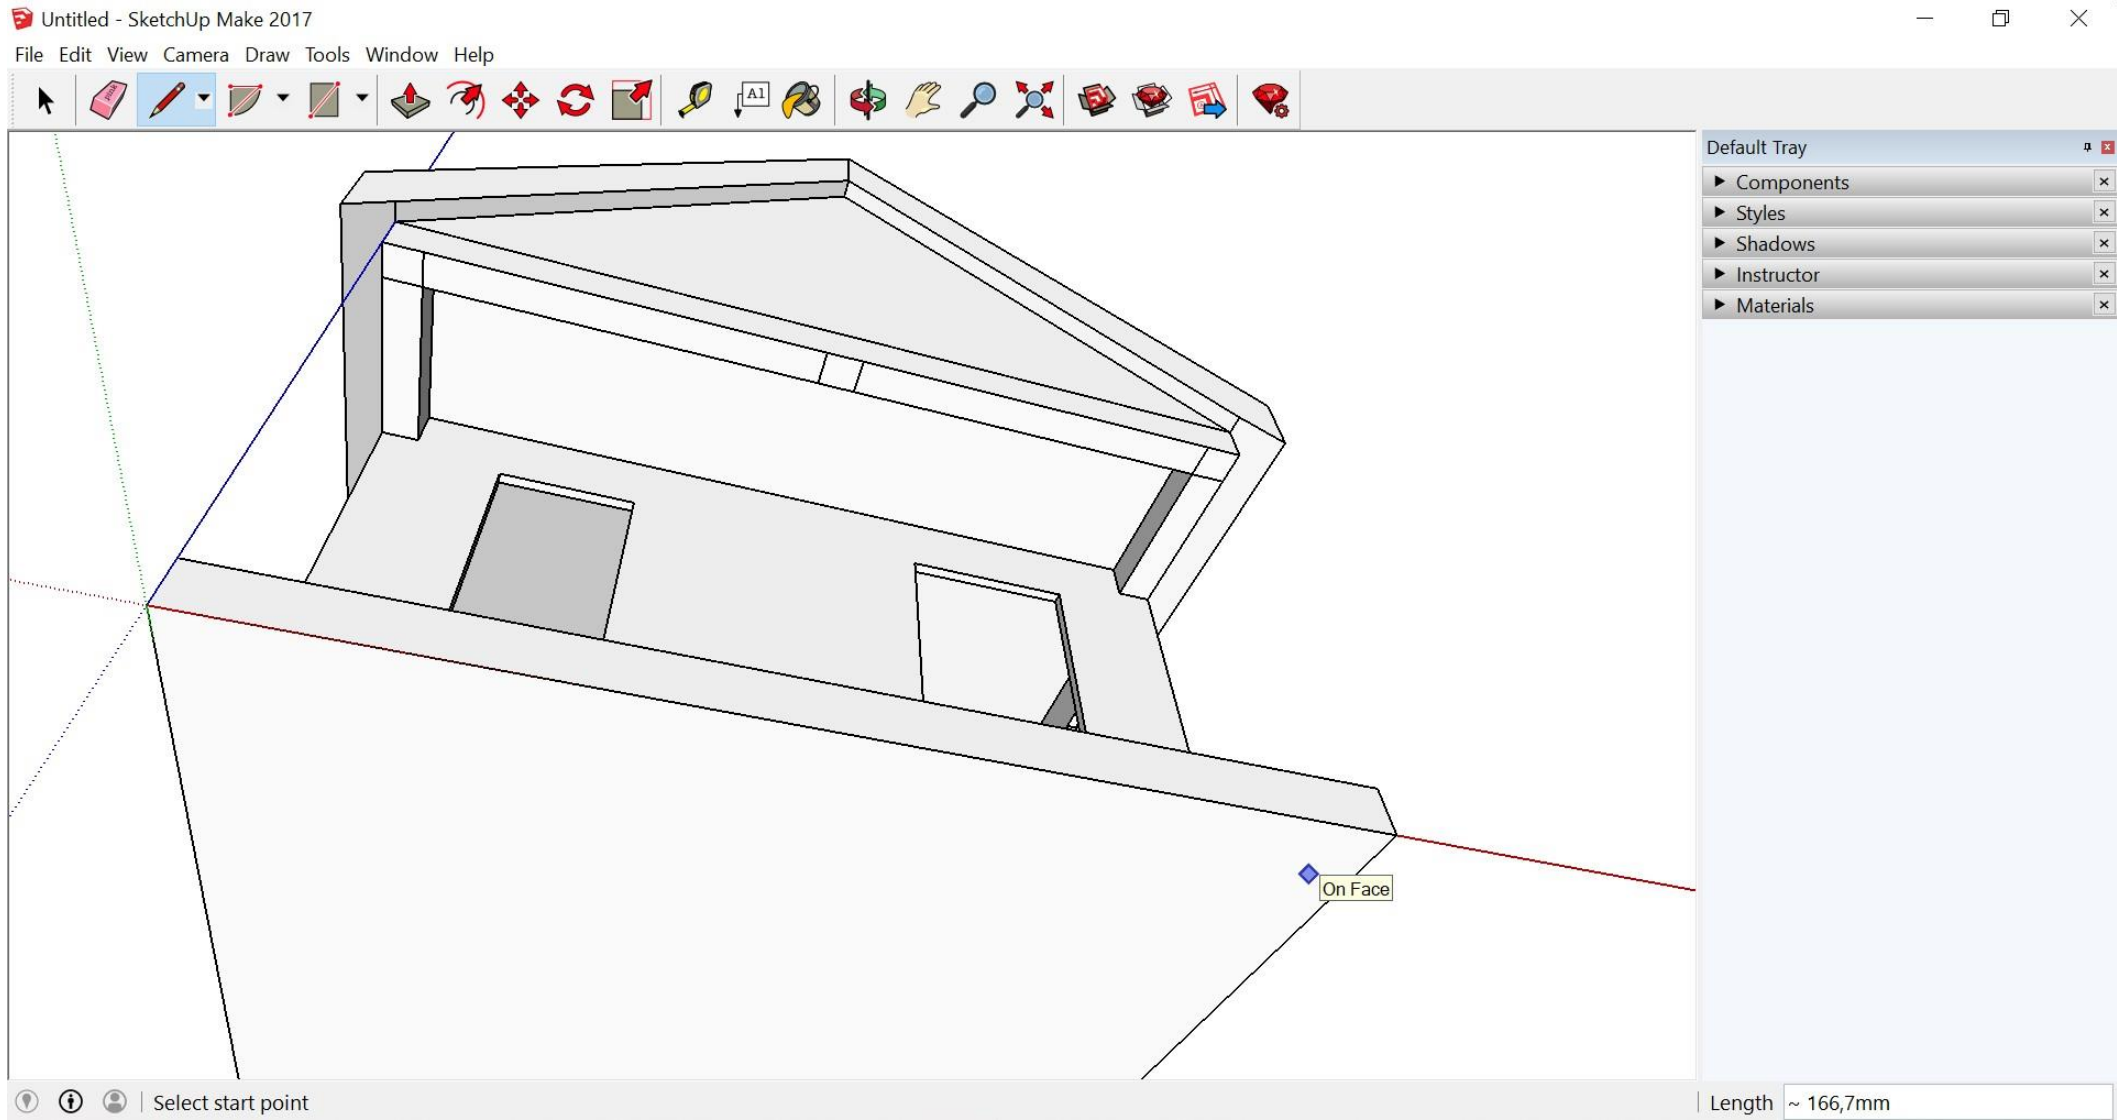 Untitled - SketchUp Make 2017
File Edit View Camera Draw Tools Window Help
A1
Default Tray
Components
Styles
Shadows
Instructor
Materials
On Face
Select start point
Length ~ 166,7mm